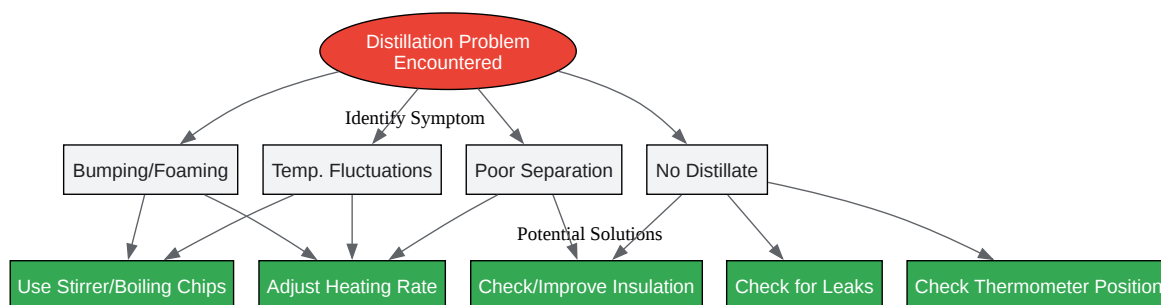 Distillation Problem
Encountered
Identify Symptom
Bumping/Foaming
Temp. Fluctuations
Poor Separation
No Distillate
Potential Solutions
Use Stirrer/Boiling Chips
Adjust Heating Rate
Check/Improve Insulation
Check for Leaks
Check Thermometer Position